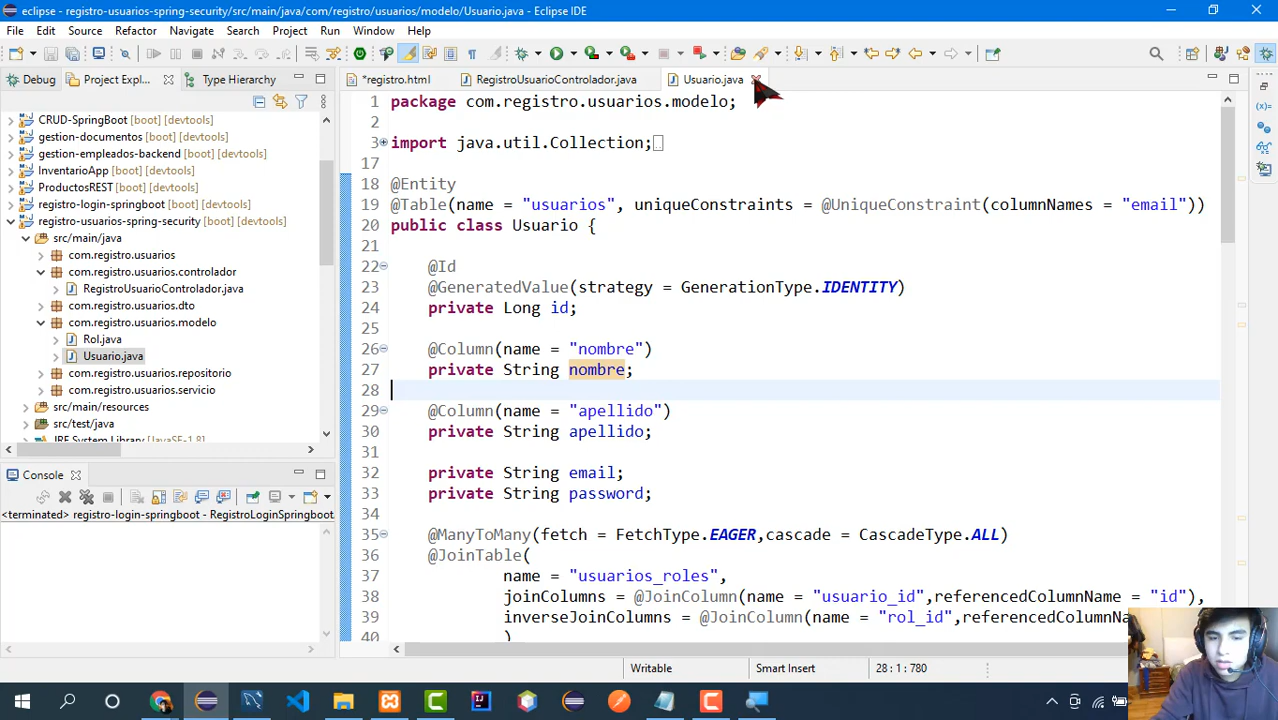 eclipse - registro-usuarios-spring-security/src/main/java/com/registro/usuarios/modelo/Usuario.java - Eclipse IDE
File Edit Source Refactor Navigate Search Project Run Window Help
Debug Project Expl... Type Hierarchy
*registro.html RegistroUsuarioControlador.java Usuario.java
CRUD-SpringBoot [boot] [devtools]
gestion-documentos [boot] [devtools]
gestion-empleados-backend [boot] [devtools]
InventarioApp [boot] [devtools]
ProductosREST [boot] [devtools]
registro-login-springboot [boot] [devtools]
registro-usuarios-spring-security [boot] [devtools]
src/main/java
com.registro.usuarios
com.registro.usuarios.controlador
RegistroUsuarioControlador.java
com.registro.usuarios.dto
com.registro.usuarios.modelo
Rol.java
Usuario.java
com.registro.usuarios.repositorio
com.registro.usuarios.servicio
src/main/resources
src/test/java
JRE System Library [JavaSE-1.8]
Console
<terminated> registro-login-springboot - RegistroLoginSpringboot
1 package com.registro.usuarios.modelo;
2
3 import java.util.Collection;
17
18 @Entity
19 @Table(name = "usuarios", uniqueConstraints = @UniqueConstraint(columnNames = "email"))
20 public class Usuario {
21
22 @Id
23 @GeneratedValue(strategy = GenerationType.IDENTITY)
24 private Long id;
25
26 @Column(name = "nombre")
27 private String nombre;
28
29 @Column(name = "apellido")
30 private String apellido;
31
32 private String email;
33 private String password;
34
35 @ManyToMany(fetch = FetchType.EAGER,cascade = CascadeType.ALL)
36 @JoinTable(
37 name = "usuarios_roles",
38 joinColumns = @JoinColumn(name = "usuario_id",referencedColumnName = "id"),
39 inverseJoinColumns = @JoinColumn(name = "rol_id",referencedColumnNa
40 )
Writable Smart Insert 28 : 1 : 780